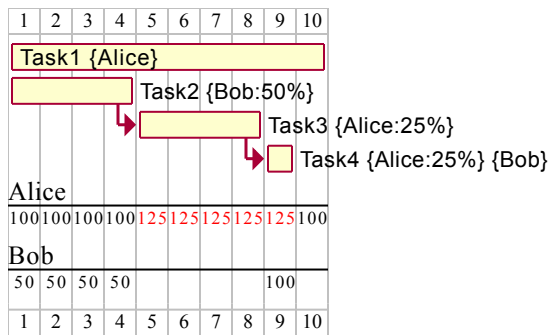 1 2 3 4 5 6 7 8 9 10
Task1 {Alice}
Task2 {Bob:50%}
Task3 {Alice:25%}
Task4 {Alice:25%} {Bob}
Alice
100 100 100 100 125 125 125 125 125 100
Bob
50 50 50 50 100
1 2 3 4 5 6 7 8 9 10